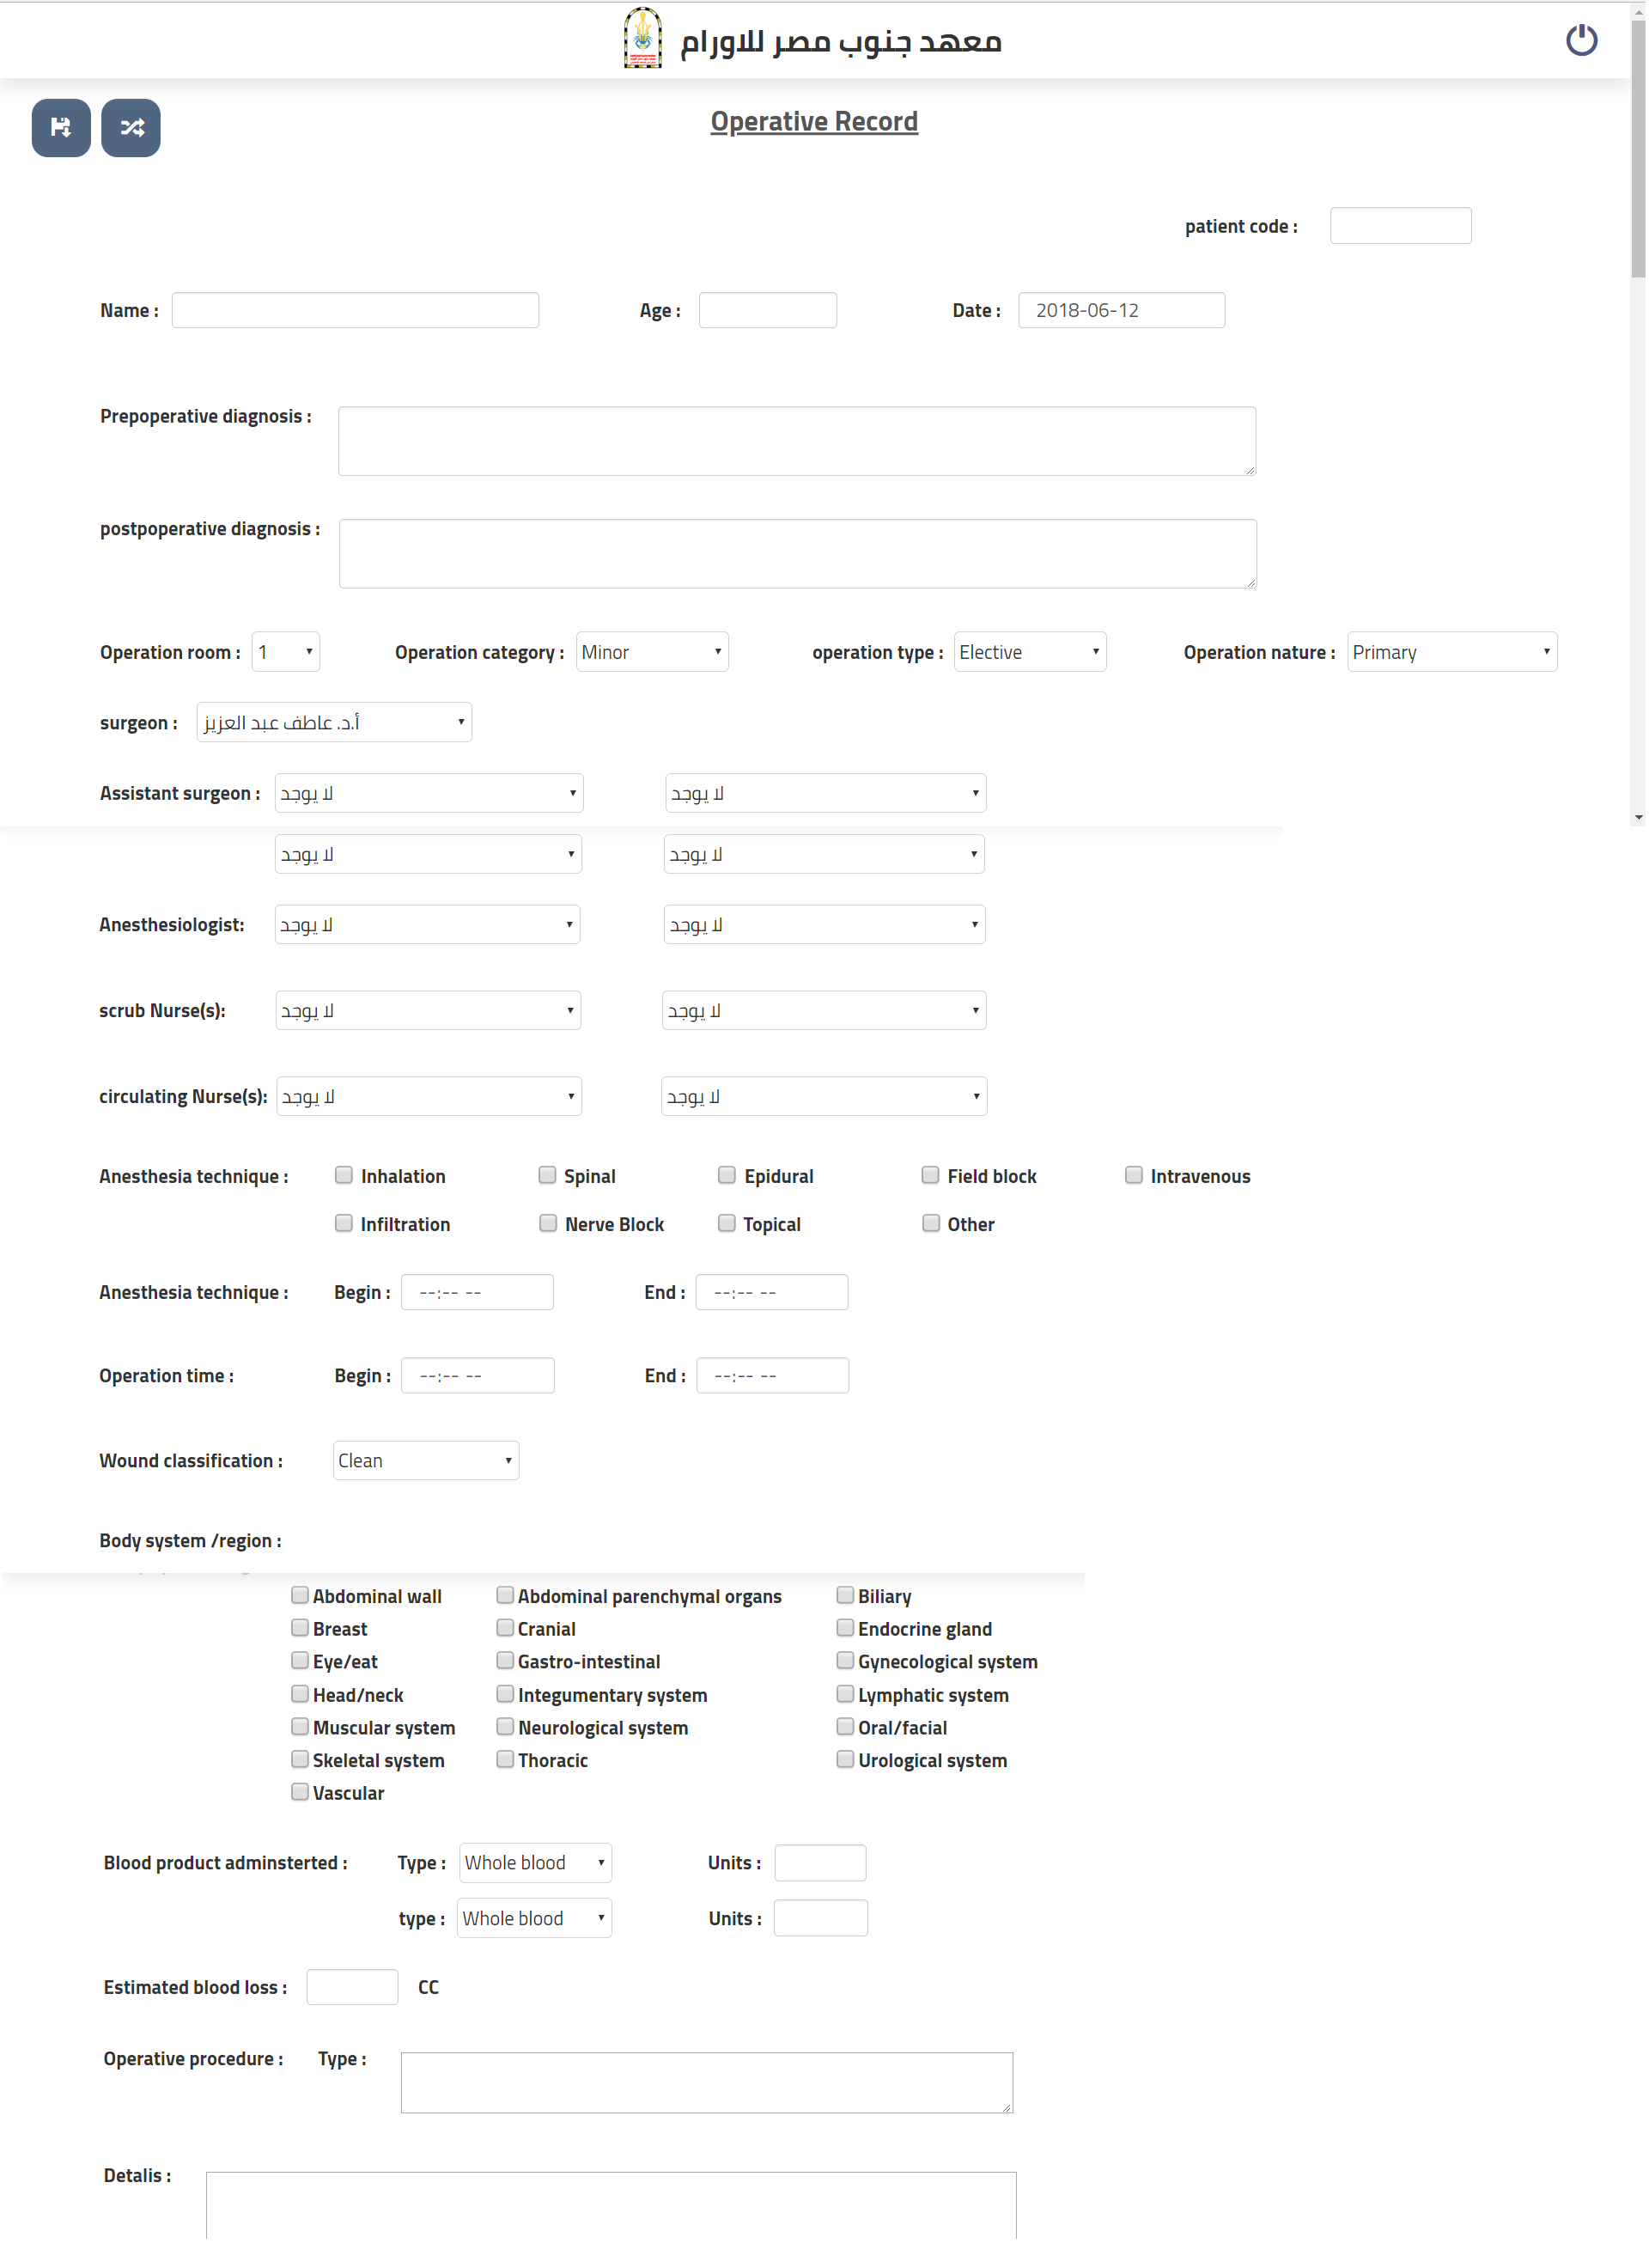 معهد جنوب مصر للاورام
Operative Record
patient code :
Name : Age : Date : 2018-06-12
Prepoperative diagnosis :
postpoperative diagnosis :
Operation room : 1 Operation category : Minor operation type : Elective Operation nature : Primary
surgeon : أ.د. عاطف عبد العزيز
Assistant surgeon : لا يوجد لا يوجد
لا يوجد لا يوجد
Anesthesiologist: لا يوجد لا يوجد
scrub Nurse(s): لا يوجد لا يوجد
circulating Nurse(s): لا يوجد لا يوجد
Anesthesia technique : Inhalation Spinal Epidural Field block Intravenous
Infiltration Nerve Block Topical Other
Anesthesia technique : Begin : --:-- -- End : --:-- --
Operation time : Begin : --:-- -- End : --:-- --
Wound classification : Clean
Body system /region :
Abdominal wall Abdominal parenchymal organs Biliary
Breast Cranial Endocrine gland
Eye/eat Gastro-intestinal Gynecological system
Head/neck Integumentary system Lymphatic system
Muscular system Neurological system Oral/facial
Skeletal system Thoracic Urological system
Vascular
Blood product adminsterted : Type : Whole blood Units :
type : Whole blood Units :
Estimated blood loss : CC
Operative procedure : Type :
Detalis :